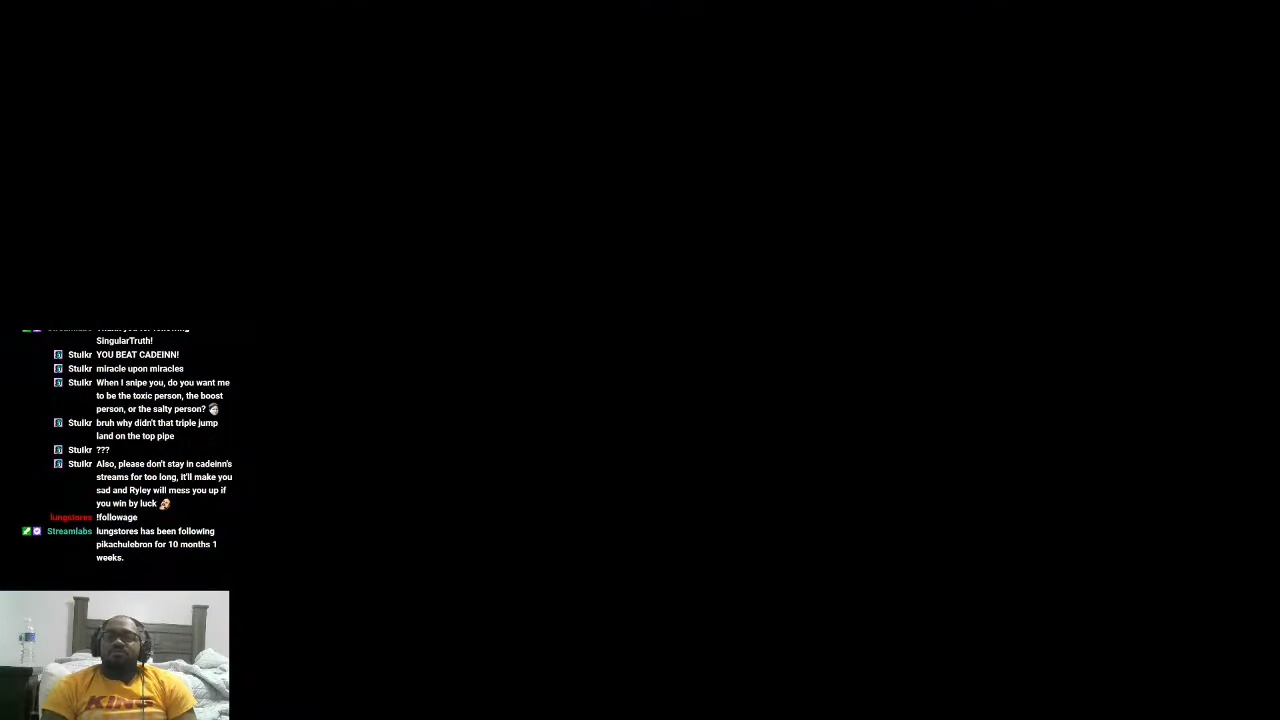 SingularTruth!
Stulkr YOU BEAT CADEINN!
Stulkr miracle upon miracles
Stulkr When I snipe you, do you want me
to be the toxic person, the boost
person, or the salty person?
Stulkr bruh why didn't that triple jump
land on the top pipe
Stulkr ???
Stulkr Also, please don't stay in cadeinn's
streams for too long, it'll make you
sad and Ryley will mess you up if
you win by luck
lungstores !followage
Streamlabs lungstores has been following
pikachulebron for 10 months 1
weeks.
KING